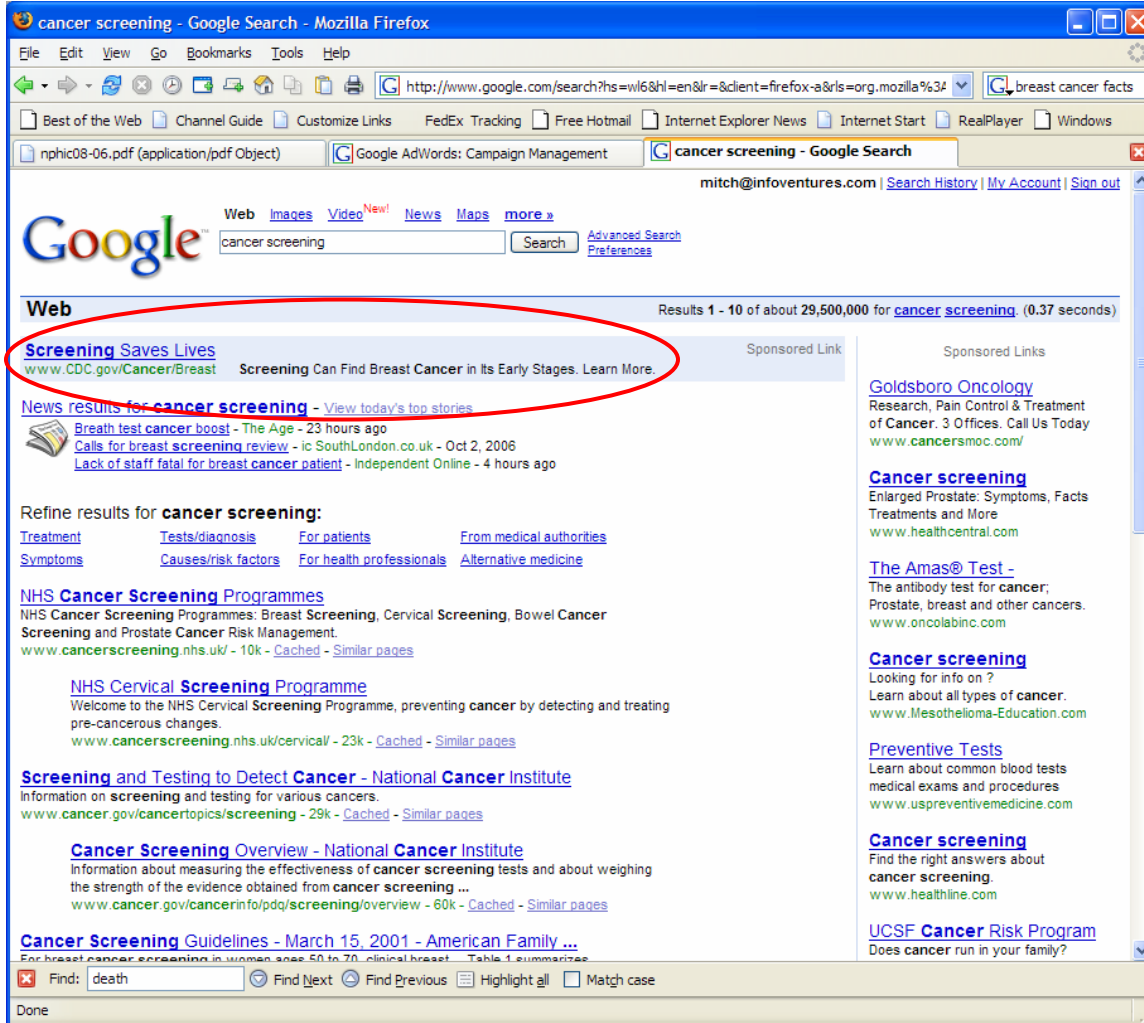 cancer screening - Google Search - Mozilla Firefox
File Edit View Go Bookmarks Tools Help
G http://www.google.com/search?hs=wl6&hl=en&lr=&client=firefox-a&rls=org.mozilla%3A G breast cancer facts
Best of the Web Channel Guide Customize Links FedEx Tracking Free Hotmail Internet Explorer News Internet Start RealPlayer Windows
nphic08-06.pdf (application/pdf Object) G Google AdWords: Campaign Management G cancer screening - Google Search
mitch@infoventures.com | Search History | My Account | Sign out
Web Images Video New! News Maps more »
Google™ cancer screening Search Advanced Search
Preferences
Web Results 1 - 10 of about 29,500,000 for cancer screening. (0.37 seconds)
Screening Saves Lives Sponsored Link
www.CDC.gov/Cancer/Breast Screening Can Find Breast Cancer in Its Early Stages. Learn More.
News results for cancer screening - View today's top stories
Breath test cancer boost - The Age - 23 hours ago
Calls for breast screening review - ic SouthLondon.co.uk - Oct 2, 2006
Lack of staff fatal for breast cancer patient - Independent Online - 4 hours ago
Refine results for cancer screening:
Treatment Tests/diagnosis For patients From medical authorities
Symptoms Causes/risk factors For health professionals Alternative medicine
NHS Cancer Screening Programmes
NHS Cancer Screening Programmes: Breast Screening, Cervical Screening, Bowel Cancer
Screening and Prostate Cancer Risk Management.
www.cancerscreening.nhs.uk/ - 10k - Cached - Similar pages
NHS Cervical Screening Programme
Welcome to the NHS Cervical Screening Programme, preventing cancer by detecting and treating
pre-cancerous changes.
www.cancerscreening.nhs.uk/cervical/ - 23k - Cached - Similar pages
Screening and Testing to Detect Cancer - National Cancer Institute
Information on screening and testing for various cancers.
www.cancer.gov/cancertopics/screening - 29k - Cached - Similar pages
Cancer Screening Overview - National Cancer Institute
Information about measuring the effectiveness of cancer screening tests and about weighing
the strength of the evidence obtained from cancer screening ...
www.cancer.gov/cancerinfo/pdq/screening/overview - 60k - Cached - Similar pages
Cancer Screening Guidelines - March 15, 2001 - American Family ...
For breast cancer screening in women ages 50 to 70, clinical breast ... Table 1 summarizes
Sponsored Links
Goldsboro Oncology
Research, Pain Control & Treatment
of Cancer. 3 Offices. Call Us Today
www.cancersmoc.com/
Cancer screening
Enlarged Prostate: Symptoms, Facts
Treatments and More
www.healthcentral.com
The Amas® Test -
The antibody test for cancer;
Prostate, breast and other cancers.
www.oncolabinc.com
Cancer screening
Looking for info on ?
Learn about all types of cancer.
www.Mesothelioma-Education.com
Preventive Tests
Learn about common blood tests
medical exams and procedures
www.uspreventivemedicine.com
Cancer screening
Find the right answers about
cancer screening.
www.healthline.com
UCSF Cancer Risk Program
Does cancer run in your family?
Find: death Find Next Find Previous Highlight all Match case
Done